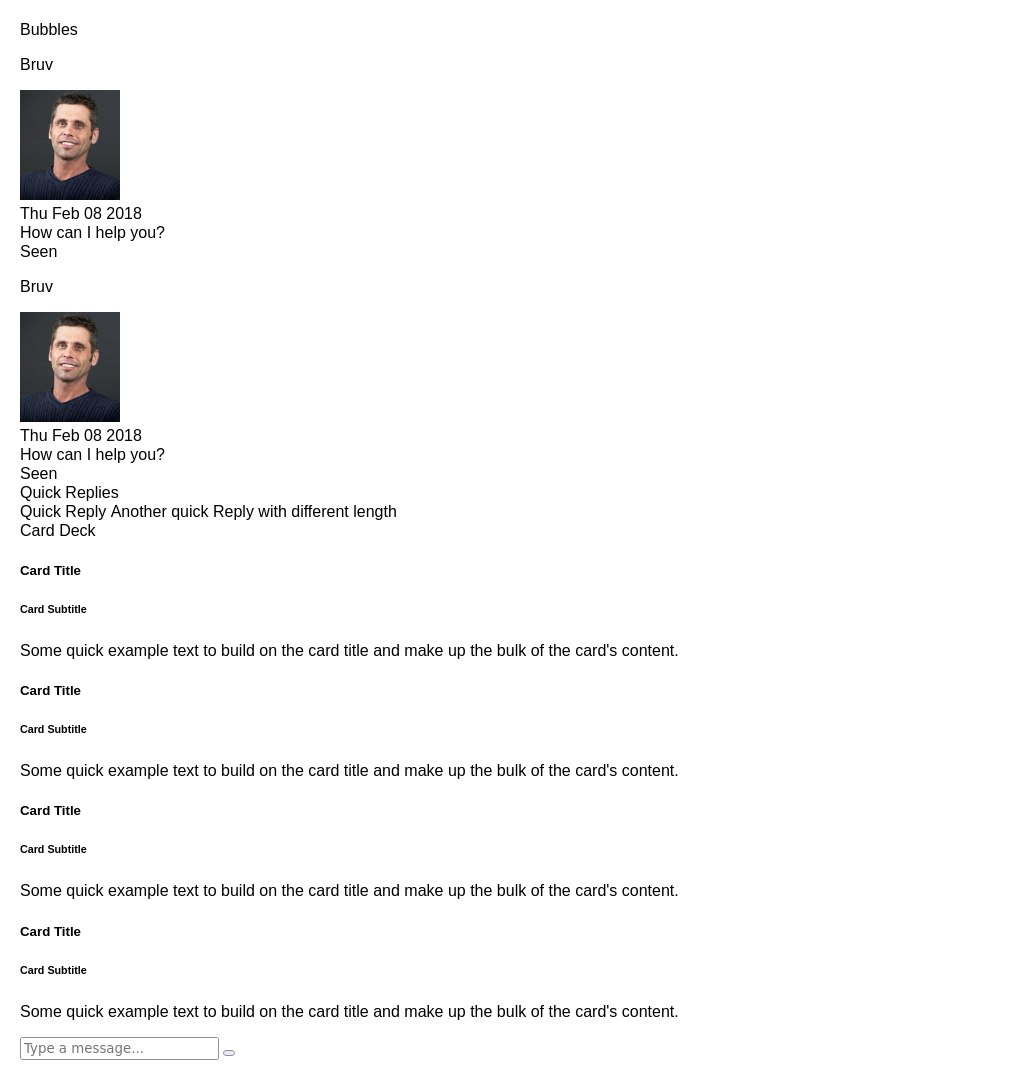 Bubbles
Bruv
Thu Feb 08 2018
How can I help you?
Seen
Bruv
Thu Feb 08 2018
How can I help you?
Seen
Quick Replies
Quick Reply Another quick Reply with different length
Card Deck
Card Title
Card Subtitle
Some quick example text to build on the card title and make up the bulk of the card's content.
Card Title
Card Subtitle
Some quick example text to build on the card title and make up the bulk of the card's content.
Card Title
Card Subtitle
Some quick example text to build on the card title and make up the bulk of the card's content.
Card Title
Card Subtitle
Some quick example text to build on the card title and make up the bulk of the card's content.
Type a message...